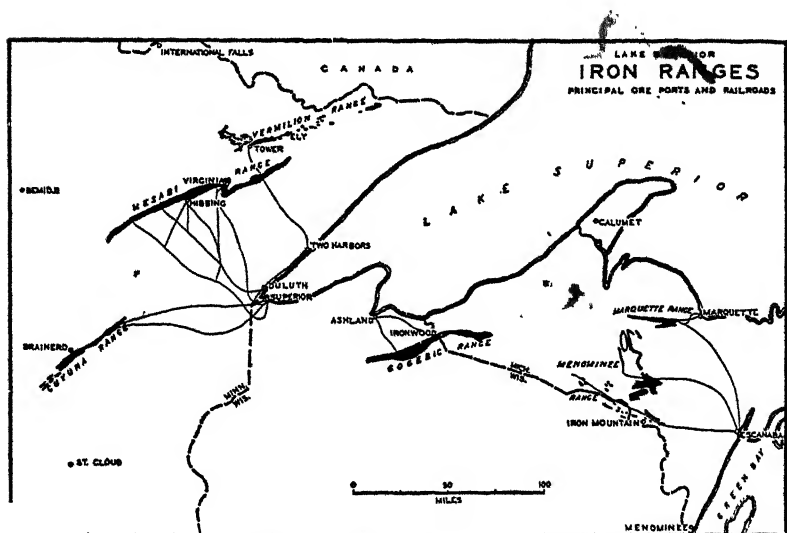 LAKE
IRON RANGES
PRINCIPAL ORE PORTS AND RAILROADS
INTERNATIONAL FALLS
CANADA
VERMILION RANGE
ELY
TOWER
BEMIDJI
VIRGINIA
MESABI RANGE
HIBBING
LAKE SUPERIOR
CALUMET
TWO HARBORS
DULUTH
SUPERIOR
ASHLAND
IRONWOOD
GOGEBIC RANGE
MARQUETTE RANGE
MARQUETTE
BRAINERD
CUYUNA RANGE
MENOMINEE
RANGE
MINN.
WIS.
MICH.
WIS.
IRON MOUNTAIN
ESCANABA
ST. CLOUD
0 50 100
MILES
GREEN BAY
MENOMINEE